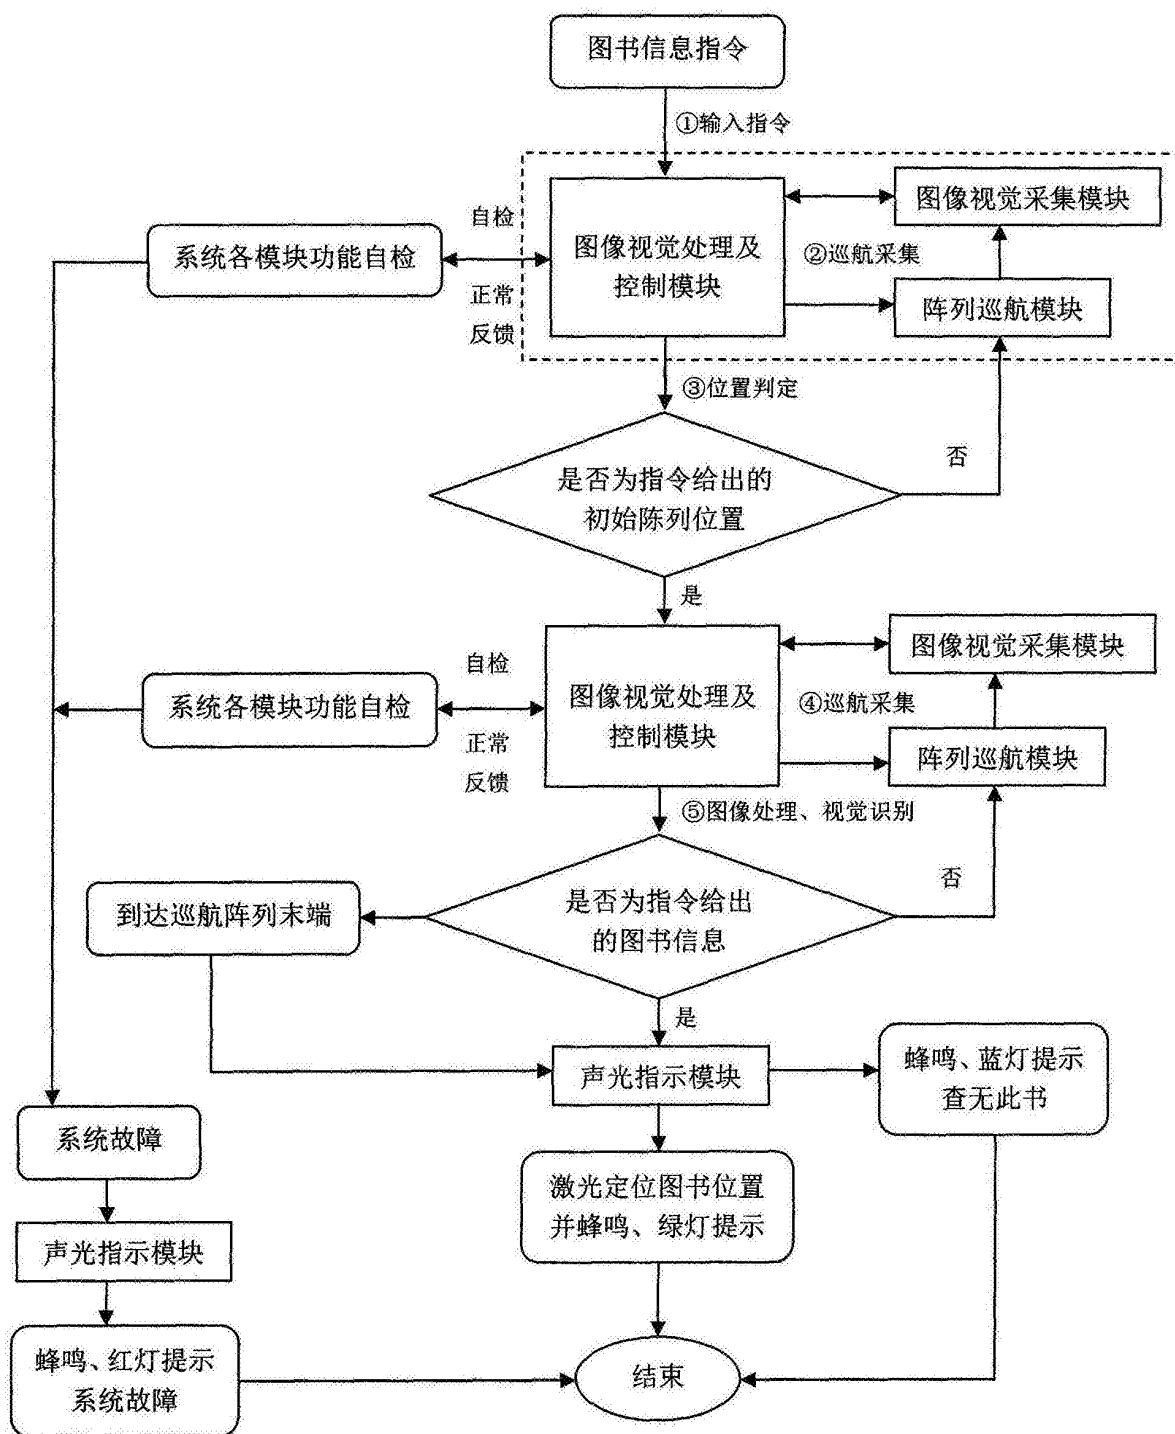 图书信息指令
①输入指令
图像视觉采集模块
自检
系统各模块功能自检
图像视觉处理及
控制模块
②巡航采集
正常
反馈
阵列巡航模块
③位置判定
否
是否为指令给出的
初始陈列位置
是
图像视觉采集模块
自检
系统各模块功能自检
图像视觉处理及
控制模块
④巡航采集
正常
反馈
阵列巡航模块
⑤图像处理、视觉识别
否
到达巡航阵列末端
是否为指令给出
的图书信息
是
声光指示模块
蜂鸣、蓝灯提示
查无此书
系统故障
激光定位图书位置
并蜂鸣、绿灯提示
声光指示模块
蜂鸣、红灯提示
系统故障
结束